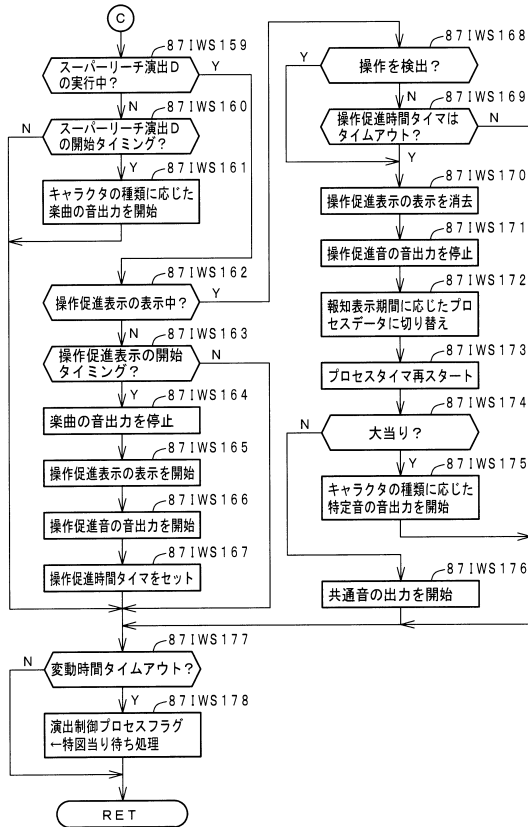 C
87IWS159
スーパーリーチ演出D
の実行中?
Y
N
87IWS160
スーパーリーチ演出D
の開始タイミング?
N
Y
87IWS161
キャラクタの種類に応じた
楽曲の音出力を開始
87IWS162
操作促進表示の表示中?
Y
N
87IWS163
操作促進表示の開始
タイミング?
N
Y
87IWS164
楽曲の音出力を停止
87IWS165
操作促進表示の表示を開始
87IWS166
操作促進音の音出力を開始
87IWS167
操作促進時間タイマをセット
87IWS168
操作を検出?
Y
N
87IWS169
操作促進時間タイマは
タイムアウト?
N
Y
87IWS170
操作促進表示の表示を消去
87IWS171
操作促進音の音出力を停止
87IWS172
報知表示期間に応じたプロ
セスデータに切り替え
87IWS173
プロセスタイマ再スタート
87IWS174
大当り?
N
Y
87IWS175
キャラクタの種類に応じた
特定音の音出力を開始
87IWS176
共通音の出力を開始
87IWS177
変動時間タイムアウト?
N
Y
87IWS178
演出制御プロセスフラグ
←特図当り待ち処理
RET